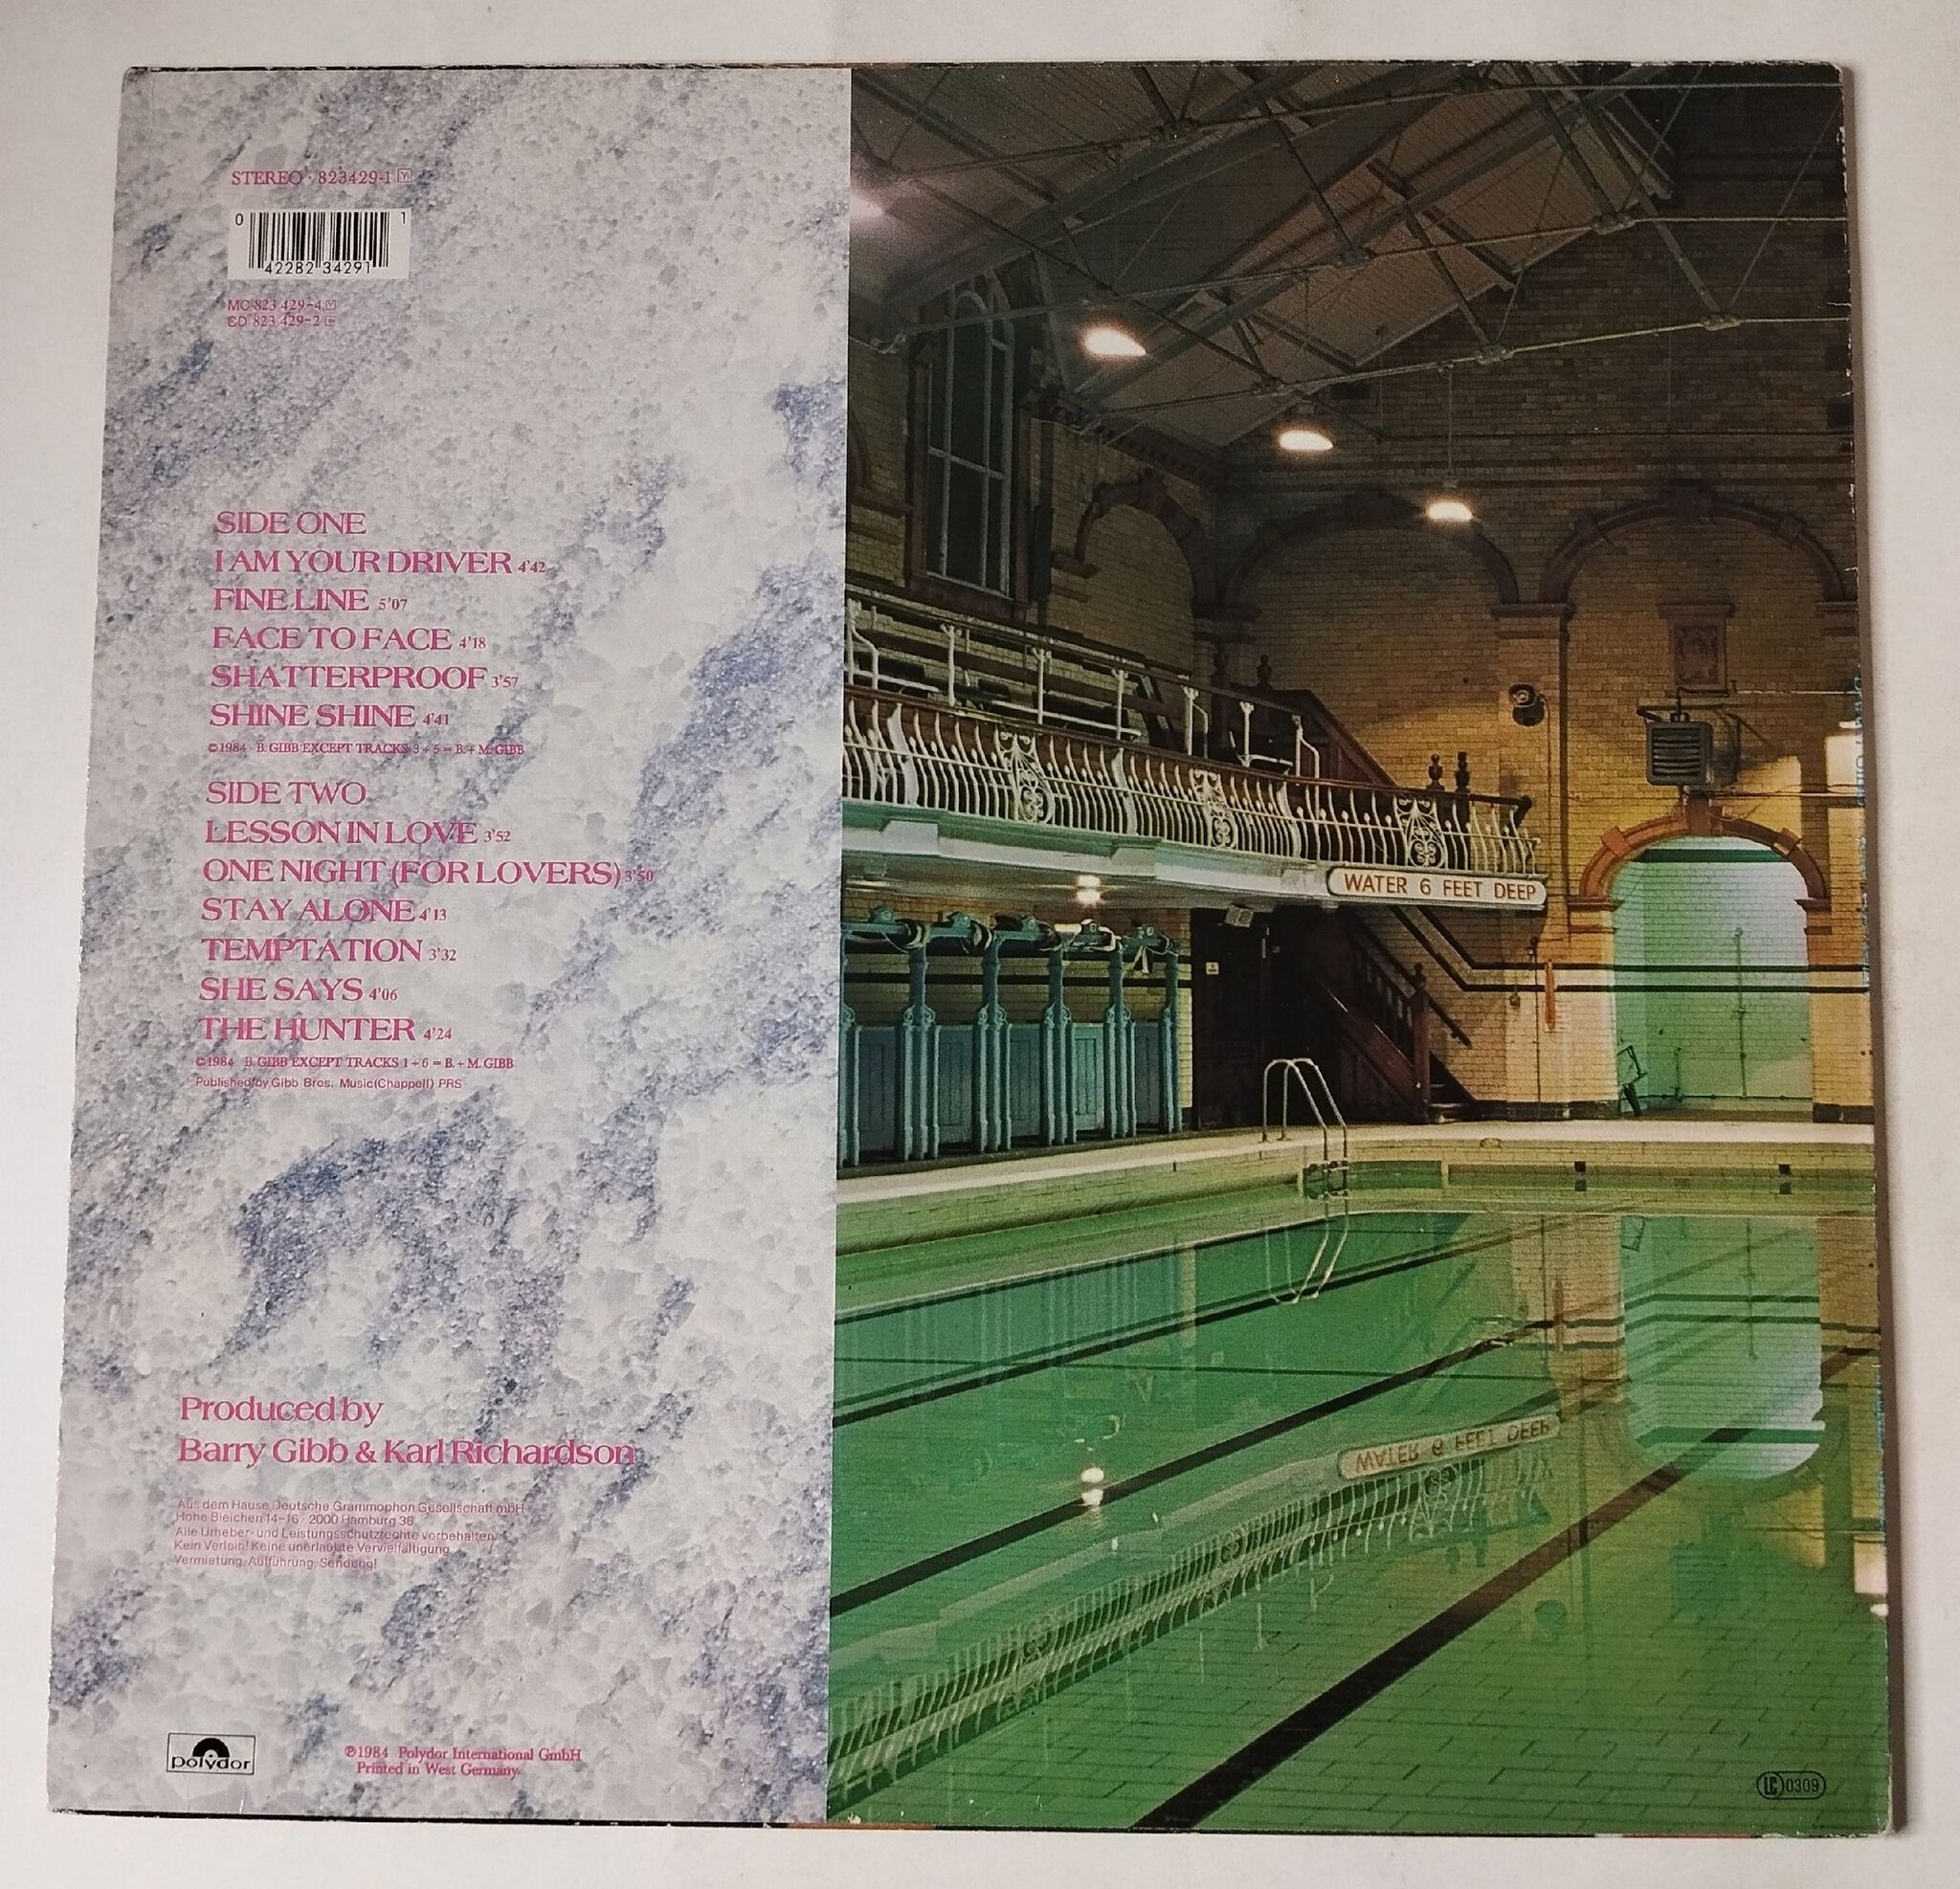 STEREO · 823429-1 Y
0 42282 34291 1
MC 823 429-4 Y
CD 823 429-2
SIDE ONE
I AM YOUR DRIVER 4'42
FINE LINE 5'07
FACE TO FACE 4'18
SHATTERPROOF 3'57
SHINE SHINE 4'41
©1984 B. GIBB EXCEPT TRACKS 3 + 5 = B. + M. GIBB
SIDE TWO
LESSON IN LOVE 3'52
ONE NIGHT (FOR LOVERS) 3'50
STAY ALONE 4'13
TEMPTATION 3'32
SHE SAYS 4'06
THE HUNTER 4'24
©1984 B. GIBB EXCEPT TRACKS 1 + 6 = B. + M. GIBB
Published by Gibb Bros. Music (Chappell) PRS
Produced by
Barry Gibb & Karl Richardson
Aus dem Hause Deutsche Grammophon Gesellschaft mbH
Hohe Bleichen 14-16 · 2000 Hamburg 36
Alle Urheber- und Leistungsschutzrechte vorbehalten.
Kein Verleih! Keine unerlaubte Vervielfältigung,
Vermietung, Aufführung, Sendung!
polydor
℗1984 Polydor International GmbH
Printed in West Germany.
WATER 6 FEET DEEP
WATER 6 FEET DEEP
LC 0309